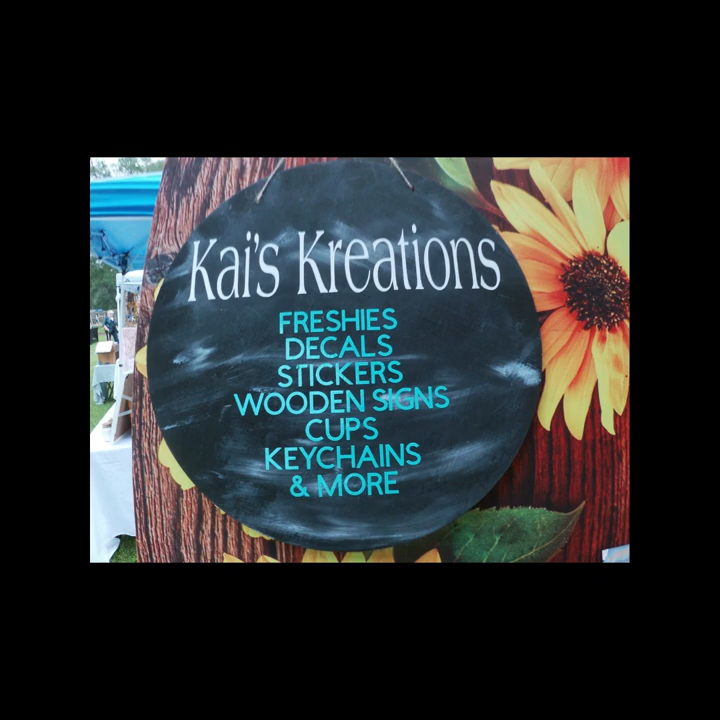 Kai's Kreations
FRESHIES
DECALS
STICKERS
WOODEN SIGNS
CUPS
KEYCHAINS
& MORE